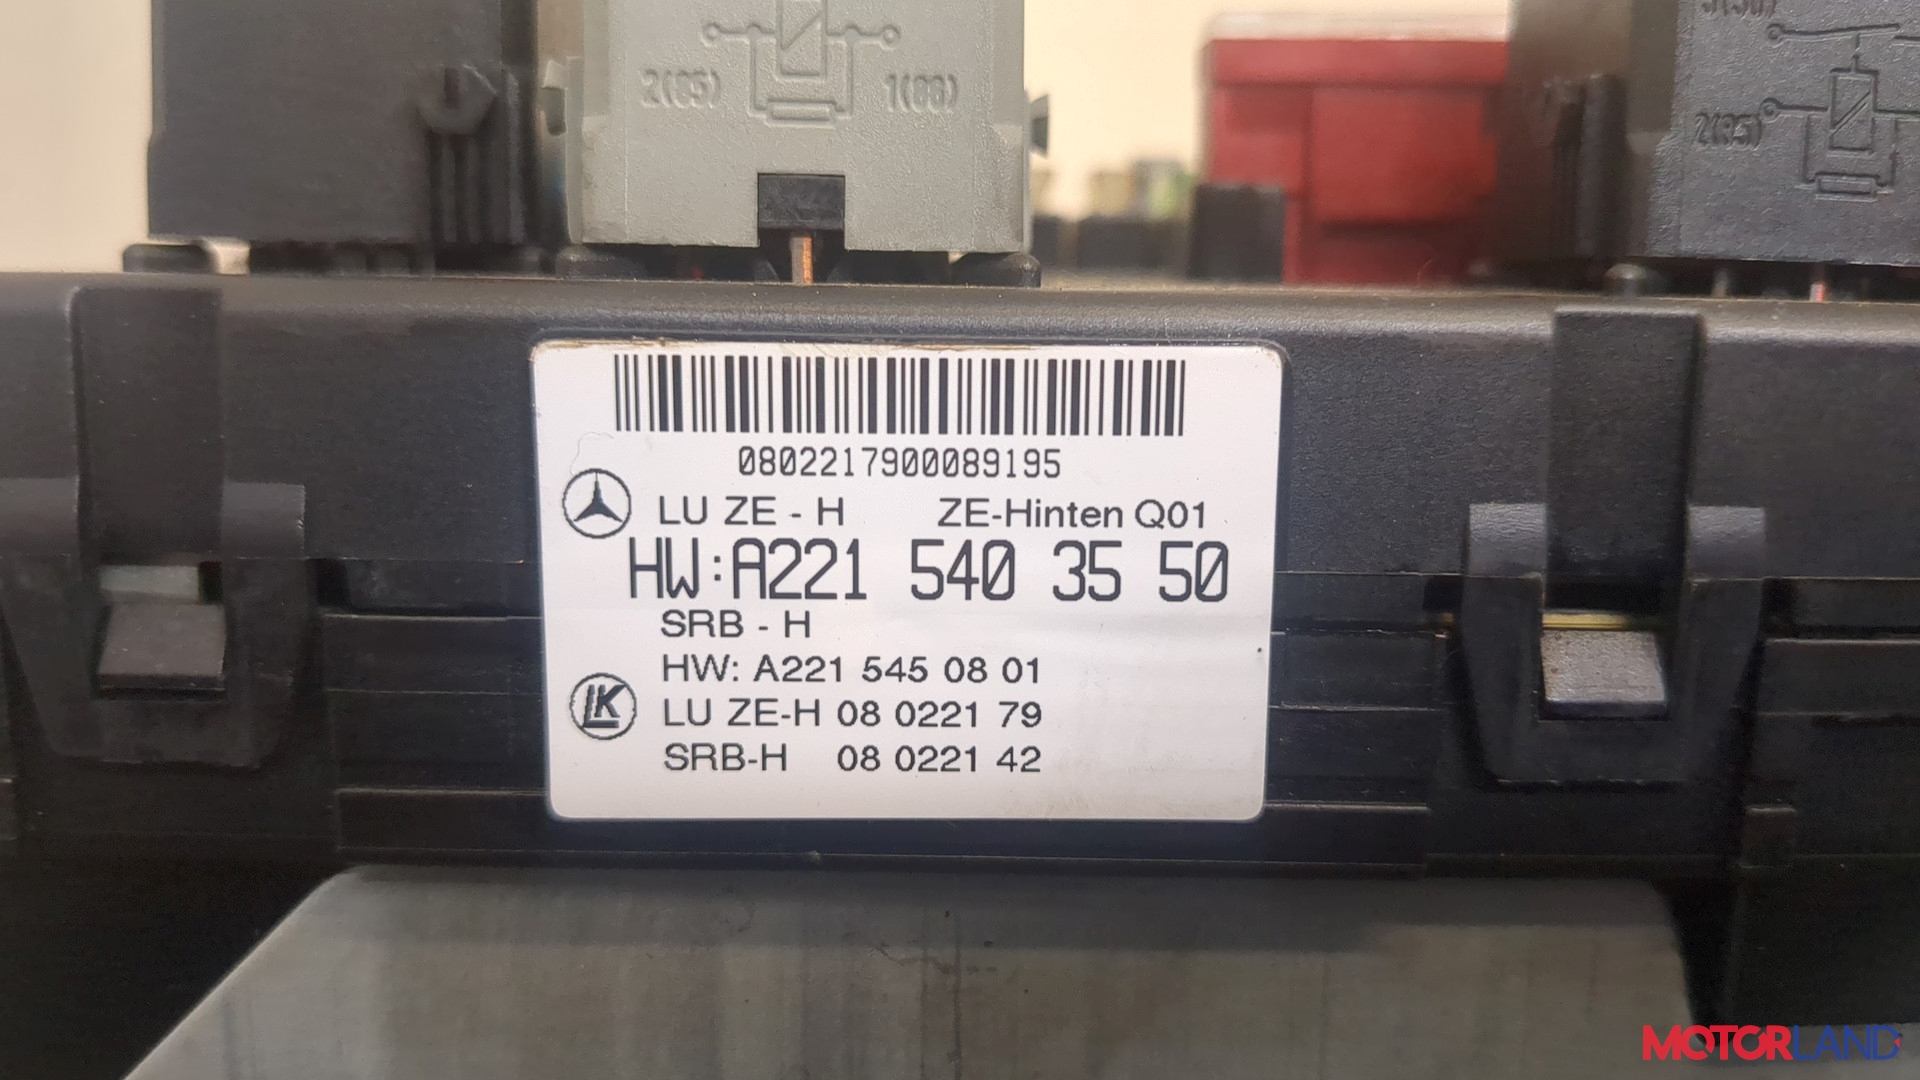 2(85) 1(86)
2(85)
0802217900089195
LU ZE - H ZE-Hinten Q01
HW:A221 540 35 50
SRB - H
HW: A221 545 08 01
LK
LU ZE-H 08 0221 79
SRB-H 08 0221 42
MOTORLAND